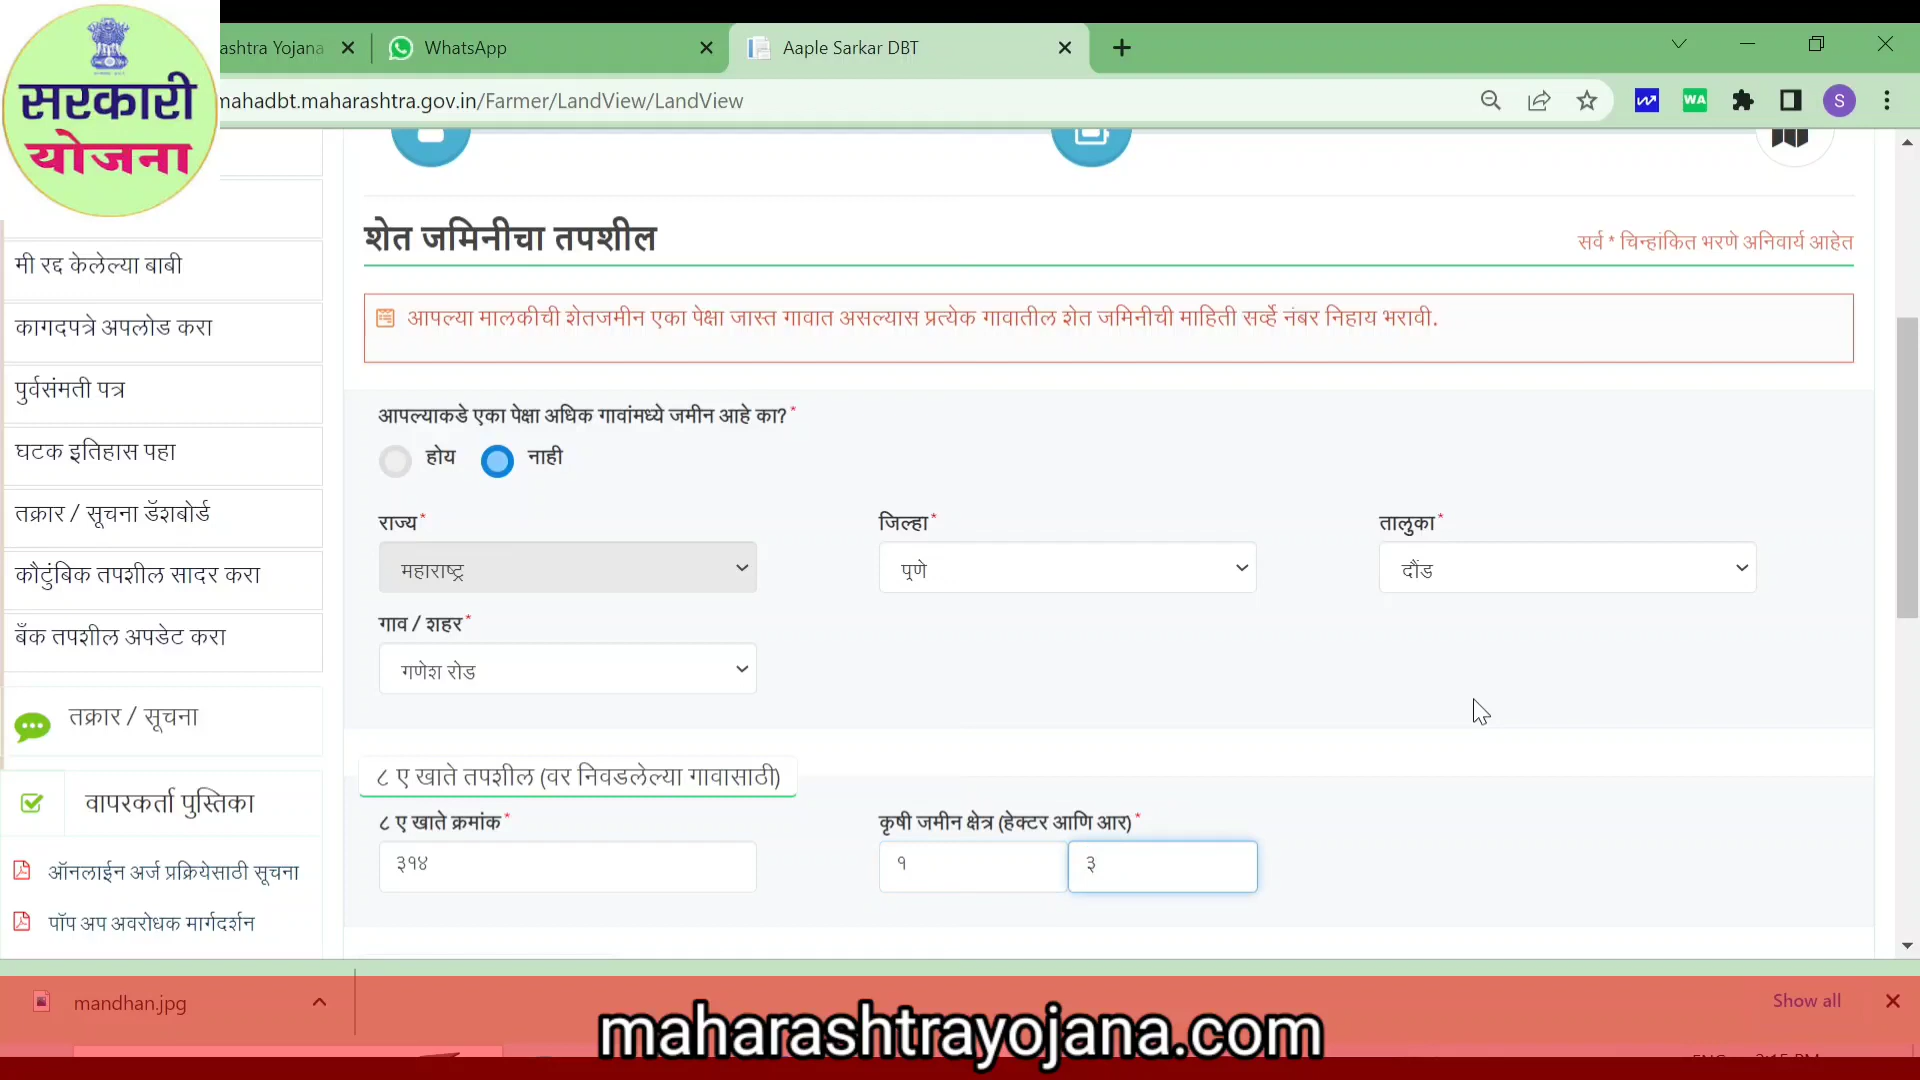 सरकारी
योजना
ashtra Yojana
WhatsApp
Aaple Sarkar DBT
mahadbt.maharashtra.gov.in/Farmer/LandView/LandView
WA
S
मी रद्द केलेल्या बाबी
कागदपत्रे अपलोड करा
पुर्वसंमती पत्र
घटक इतिहास पहा
तक्रार / सूचना डॅशबोर्ड
कौटुंबिक तपशील सादर करा
बँक तपशील अपडेट करा
तक्रार / सूचना
वापरकर्ता पुस्तिका
ऑनलाईन अर्ज प्रक्रियेसाठी सूचना
पॉप अप अवरोधक मार्गदर्शन
शेत जमिनीचा तपशील
सर्व * चिन्हांकित भरणे अनिवार्य आहेत
आपल्या मालकीची शेतजमीन एका पेक्षा जास्त गावात असल्यास प्रत्येक गावातील शेत जमिनीची माहिती सर्व्हे नंबर निहाय भरावी.
आपल्याकडे एका पेक्षा अधिक गावांमध्ये जमीन आहे का? *
होय नाही
राज्य * जिल्हा * तालुका *
महाराष्ट्र पुणे दौंड
गाव / शहर *
गणेश रोड
८ ए खाते तपशील (वर निवडलेल्या गावासाठी)
८ ए खाते क्रमांक * कृषी जमीन क्षेत्र (हेक्टर आणि आर) *
३१४ १ ३
mandhan.jpg
Show all
maharashtrayojana.com